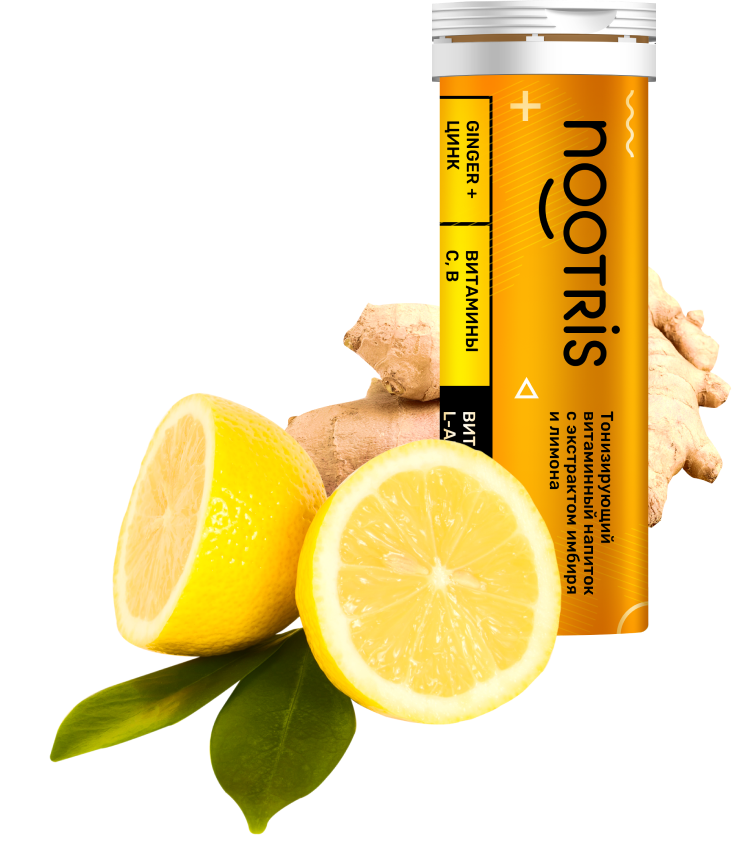 nooTRis
GINGER +
ЦИНК
ВИТАМИНЫ
C, B
Тонизирующий
витаминный напиток
с экстрактом имбиря
и лимона